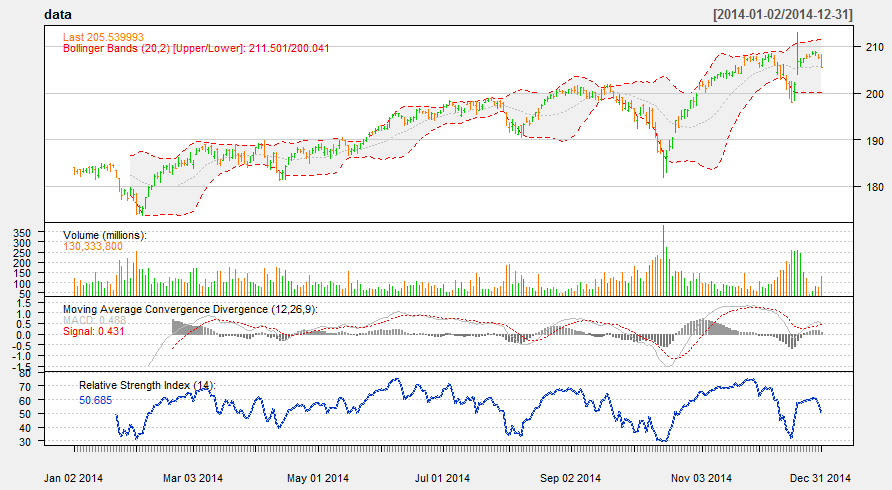 data [2014-01-02/2014-12-31]
Last 205.539993
Bollinger Bands (20,2) [Upper/Lower]: 211.501/200.041
210
200
190
180
Volume (millions):
130,333,800
350
300
250
200
150
100
50
Moving Average Convergence Divergence (12,26,9):
MACD: 0.488
Signal: 0.431
1.5
1.0
0.5
0.0
-0.5
-1.0
-1.5
Relative Strength Index (14):
50.685
80
70
60
50
40
30
Jan 02 2014 Mar 03 2014 May 01 2014 Jul 01 2014 Sep 02 2014 Nov 03 2014 Dec 31 2014